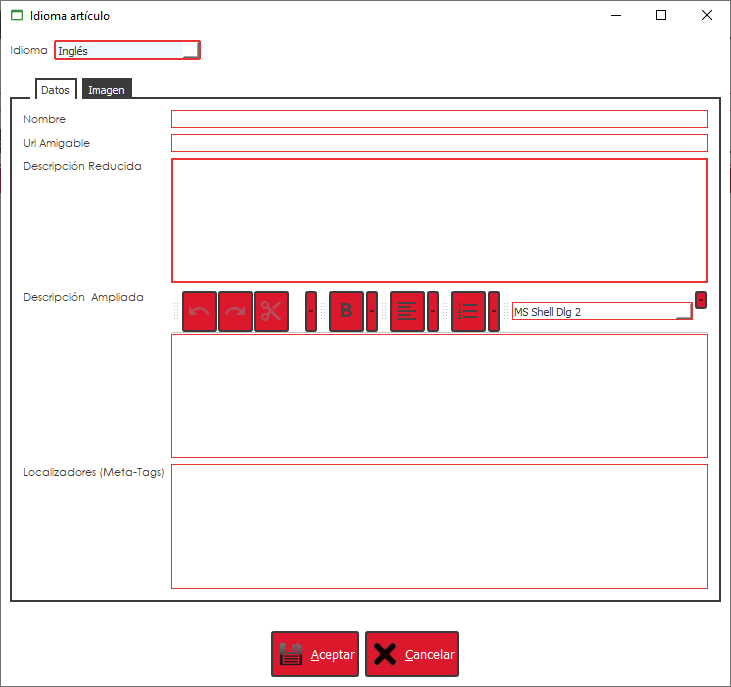 Idioma artículo
Idioma Inglés
Datos Imagen
Nombre
Url Amigable
Descripción Reducida
Descripción Ampliada B MS Shell Dlg 2
Localizadores (Meta-Tags)
Aceptar Cancelar